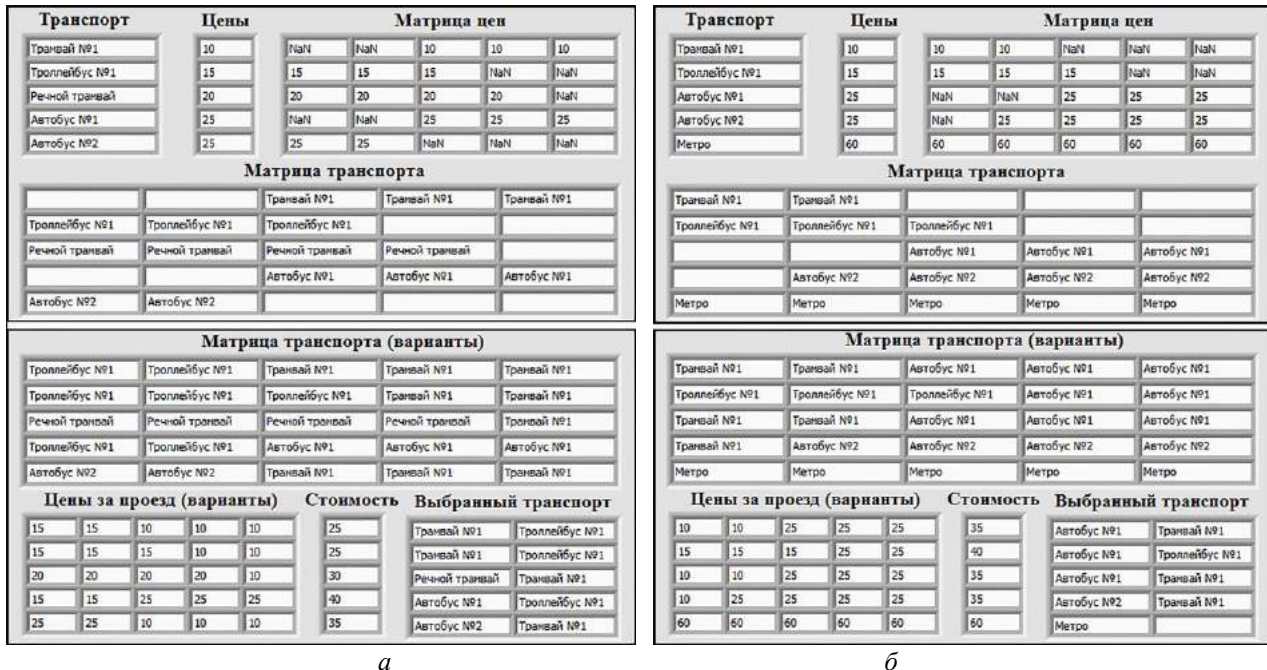 Транспорт Цены Матрица цен
Трамвай №1 10 NaN NaN 10 10 10
Троллейбус №1 15 15 15 15 NaN NaN
Речной трамвай 20 20 20 20 20 NaN
Автобус №1 25 NaN NaN 25 25 25
Автобус №2 25 25 25 NaN NaN NaN
Матрица транспорта
Трамвай №1 Трамвай №1 Трамвай №1
Троллейбус №1 Троллейбус №1 Троллейбус №1
Речной трамвай Речной трамвай Речной трамвай Речной трамвай
Автобус №1 Автобус №1 Автобус №1
Автобус №2 Автобус №2
Матрица транспорта (варианты)
Троллейбус №1 Троллейбус №1 Трамвай №1 Трамвай №1 Трамвай №1
Троллейбус №1 Троллейбус №1 Троллейбус №1 Трамвай №1 Трамвай №1
Речной трамвай Речной трамвай Речной трамвай Речной трамвай Трамвай №1
Троллейбус №1 Троллейбус №1 Автобус №1 Автобус №1 Автобус №1
Автобус №2 Автобус №2 Трамвай №1 Трамвай №1 Трамвай №1
Цены за проезд (варианты) Стоимость Выбранный транспорт
15 15 10 10 10 25 Трамвай №1 Троллейбус №1
15 15 15 10 10 25 Трамвай №1 Троллейбус №1
20 20 20 20 10 30 Речной трамвай Трамвай №1
15 15 25 25 25 40 Автобус №1 Троллейбус №1
25 25 10 10 10 35 Автобус №2 Трамвай №1
а
Транспорт Цены Матрица цен
Трамвай №1 10 10 10 NaN NaN NaN
Троллейбус №1 15 15 15 15 NaN NaN
Автобус №1 25 NaN NaN 25 25 25
Автобус №2 25 NaN 25 25 25 25
Метро 60 60 60 60 60 60
Матрица транспорта
Трамвай №1 Трамвай №1
Троллейбус №1 Троллейбус №1 Троллейбус №1
Автобус №1 Автобус №1 Автобус №1
Автобус №2 Автобус №2 Автобус №2 Автобус №2
Метро Метро Метро Метро Метро
Матрица транспорта (варианты)
Трамвай №1 Трамвай №1 Автобус №1 Автобус №1 Автобус №1
Троллейбус №1 Троллейбус №1 Троллейбус №1 Автобус №1 Автобус №1
Трамвай №1 Трамвай №1 Автобус №1 Автобус №1 Автобус №1
Трамвай №1 Автобус №2 Автобус №2 Автобус №2 Автобус №2
Метро Метро Метро Метро Метро
Цены за проезд (варианты) Стоимость Выбранный транспорт
10 10 25 25 25 35 Автобус №1 Трамвай №1
15 15 15 25 25 40 Автобус №1 Троллейбус №1
10 10 25 25 25 35 Автобус №1 Трамвай №1
10 25 25 25 25 35 Автобус №2 Трамвай №1
60 60 60 60 60 60 Метро
б